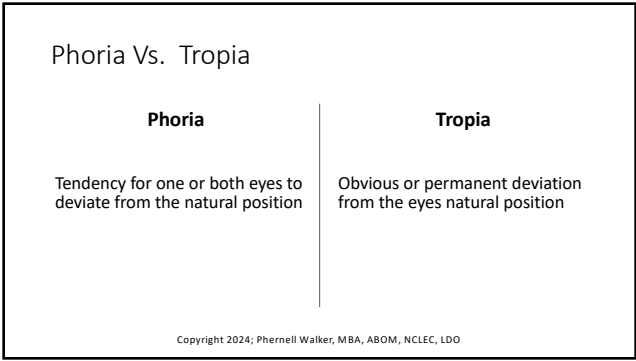 Phoria Vs.  Tropia
Phoria
Tendency for one or both eyes to
deviate from the natural position
Tropia
Obvious or permanent deviation
from the eyes natural position
Copyright 2024; Phernell Walker, MBA, ABOM, NCLEC, LDO